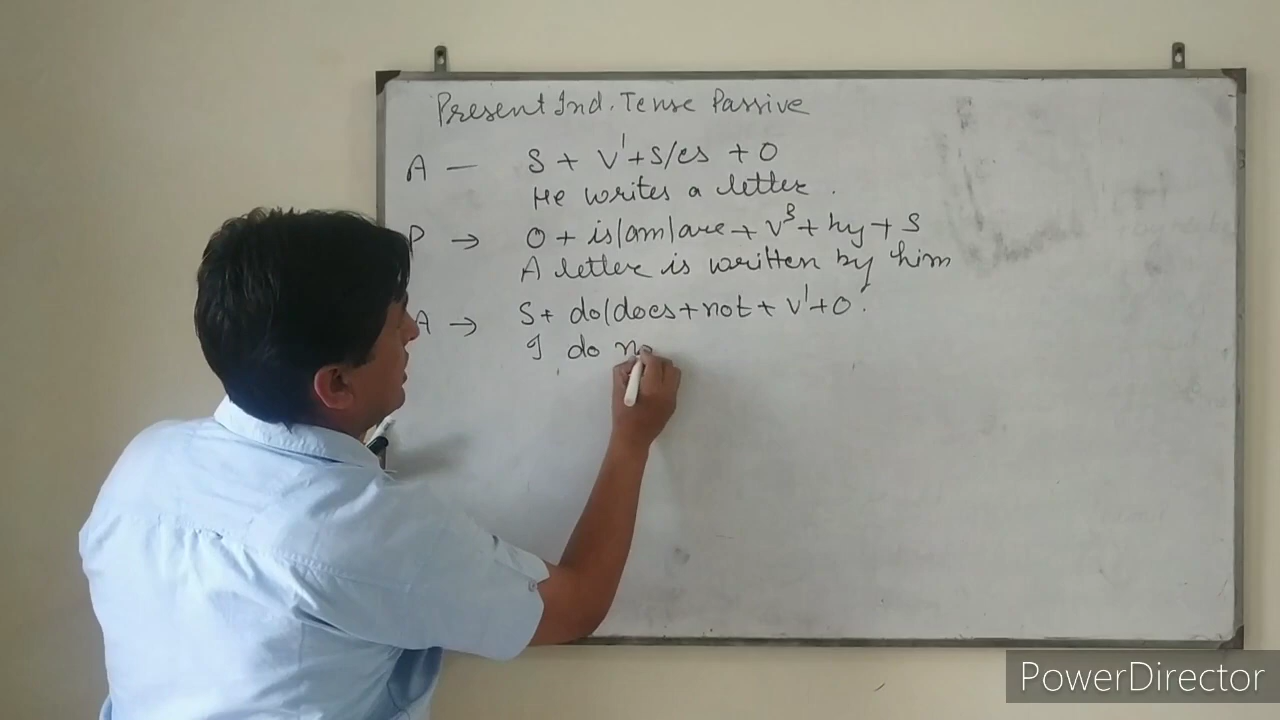 Present Ind. Tense Passive
A — S + V¹ + S/es + O
He writes a letter.
P → O + is/am/are + V³ + by + S
A letter is written by him
A → S + do/does + not + V¹ + O.
I do no
PowerDirector